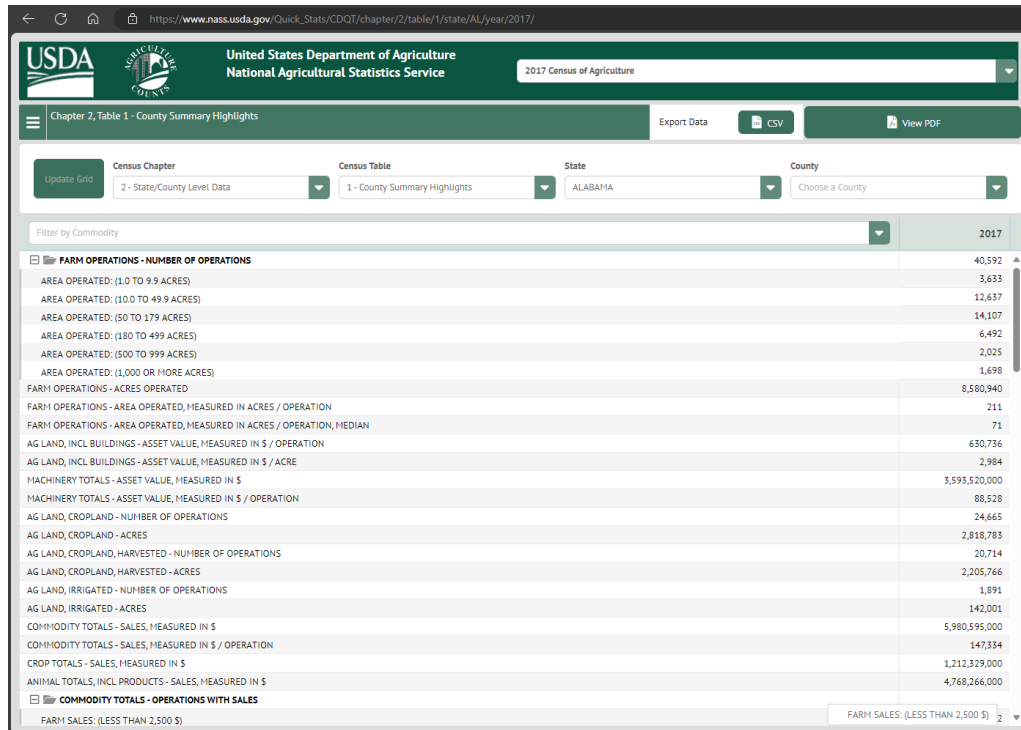 https://www.nass.usda.gov/Quick_Stats/CDQT/chapter/2/table/1/state/AL/year/2017/
USDA
AGRICULTURE
COUNTS
United States Department of Agriculture
National Agricultural Statistics Service
2017 Census of Agriculture
Chapter 2, Table 1 - County Summary Highlights
Export Data
CSV
View PDF
Update Grid
Census Chapter
2 - State/County Level Data
Census Table
1 - County Summary Highlights
State
ALABAMA
County
Choose a County
Filter by Commodity 2017
FARM OPERATIONS - NUMBER OF OPERATIONS 40,592
AREA OPERATED: (1.0 TO 9.9 ACRES) 3,633
AREA OPERATED: (10.0 TO 49.9 ACRES) 12,637
AREA OPERATED: (50 TO 179 ACRES) 14,107
AREA OPERATED: (180 TO 499 ACRES) 6,492
AREA OPERATED: (500 TO 999 ACRES) 2,025
AREA OPERATED: (1,000 OR MORE ACRES) 1,698
FARM OPERATIONS - ACRES OPERATED 8,580,940
FARM OPERATIONS - AREA OPERATED, MEASURED IN ACRES / OPERATION 211
FARM OPERATIONS - AREA OPERATED, MEASURED IN ACRES / OPERATION, MEDIAN 71
AG LAND, INCL BUILDINGS - ASSET VALUE, MEASURED IN $ / OPERATION 630,736
AG LAND, INCL BUILDINGS - ASSET VALUE, MEASURED IN $ / ACRE 2,984
MACHINERY TOTALS - ASSET VALUE, MEASURED IN $ 3,593,520,000
MACHINERY TOTALS - ASSET VALUE, MEASURED IN $ / OPERATION 88,528
AG LAND, CROPLAND - NUMBER OF OPERATIONS 24,665
AG LAND, CROPLAND - ACRES 2,818,783
AG LAND, CROPLAND, HARVESTED - NUMBER OF OPERATIONS 20,714
AG LAND, CROPLAND, HARVESTED - ACRES 2,205,766
AG LAND, IRRIGATED - NUMBER OF OPERATIONS 1,891
AG LAND, IRRIGATED - ACRES 142,001
COMMODITY TOTALS - SALES, MEASURED IN $ 5,980,595,000
COMMODITY TOTALS - SALES, MEASURED IN $ / OPERATION 147,334
CROP TOTALS - SALES, MEASURED IN $ 1,212,329,000
ANIMAL TOTALS, INCL PRODUCTS - SALES, MEASURED IN $ 4,768,266,000
COMMODITY TOTALS - OPERATIONS WITH SALES
FARM SALES: (LESS THAN 2,500 $) 2
FARM SALES: (LESS THAN 2,500 $)